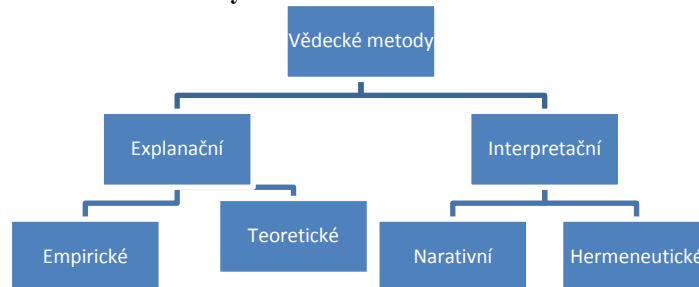 Vědecké metody
Explanační
Interpretační
Empirické
Teoretické
Narativní
Hermeneutické